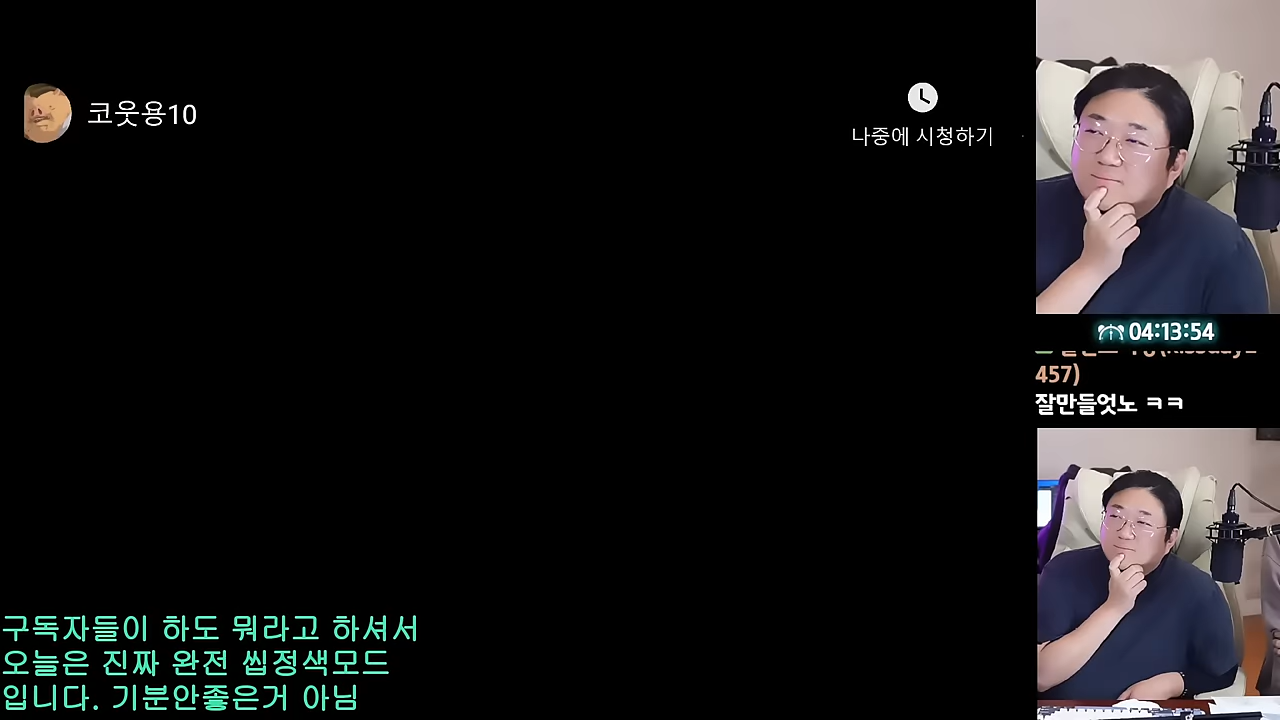 코웃용10
나중에 시청하기
04:13:54
457)
잘만들엇노 ㅋㅋ
구독자들이 하도 뭐라고 하셔서
오늘은 진짜 완전 씹정색모드
입니다. 기분안좋은거 아님